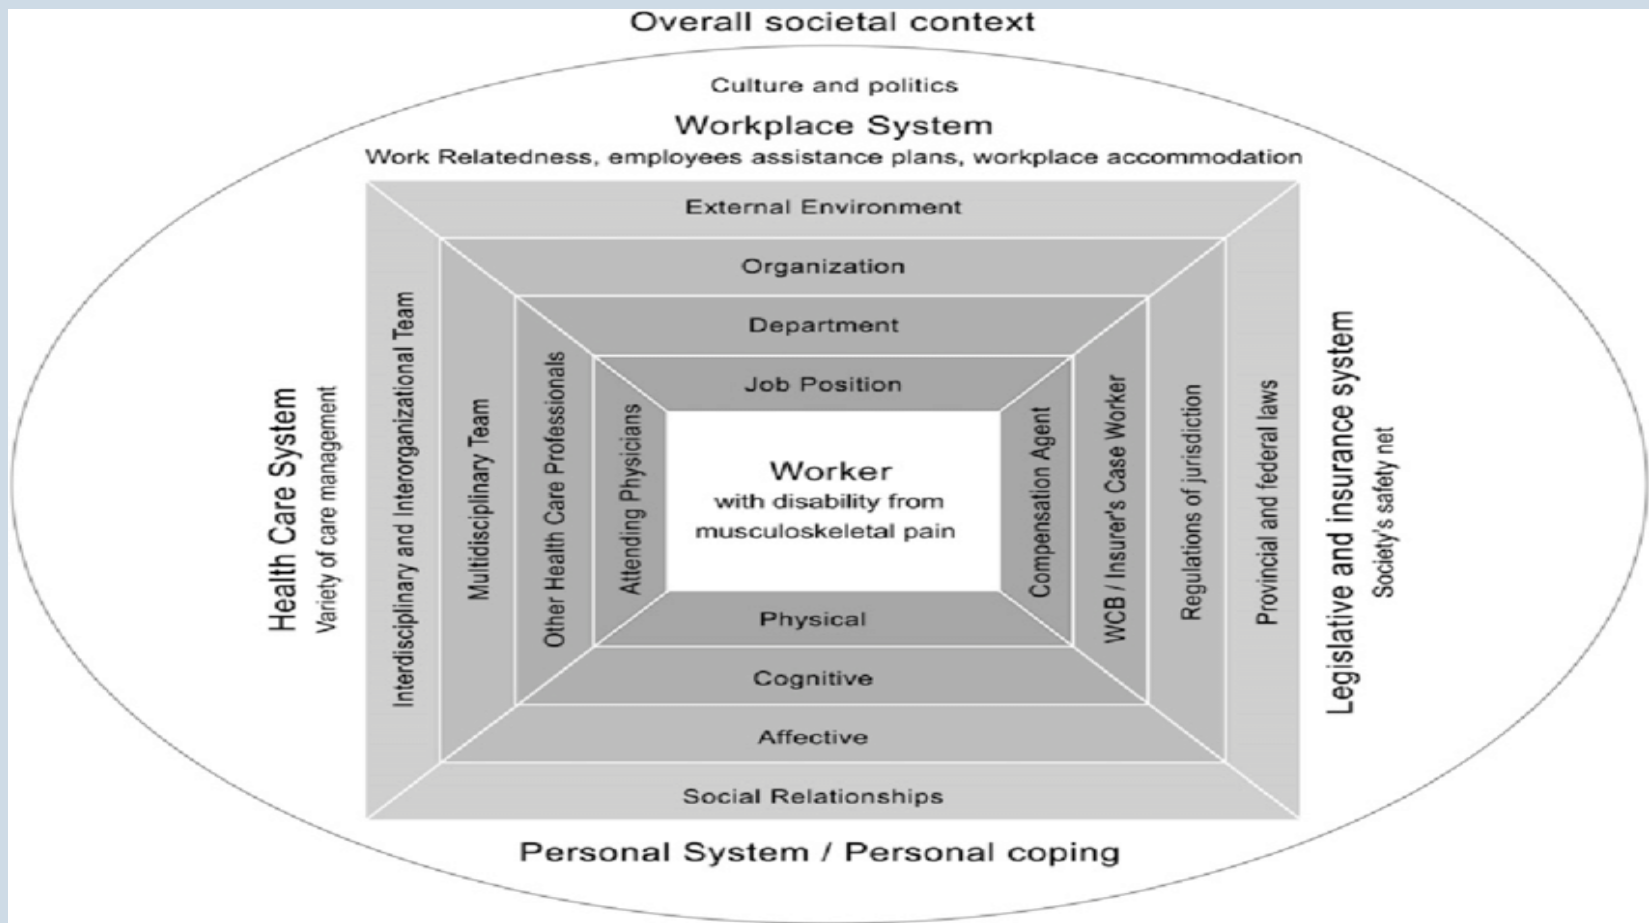 Overall societal context
Culture and politics
Workplace System
Work Relatedness, employees assistance plans, workplace accommodation
External Environment
Organization
Department
Job Position
Health Care System
Variety of care management
Interdisciplinary and Interorganizational Team
Multidisciplinary Team
Other Health Care Professionals
Attending Physicians
Worker
with disability from
musculoskeletal pain
Compensation Agent
WCB / Insurer's Case Worker
Regulations of jurisdiction
Provincial and federal laws
Legislative and insurance system
Society's safety net
Physical
Cognitive
Affective
Social Relationships
Personal System / Personal coping